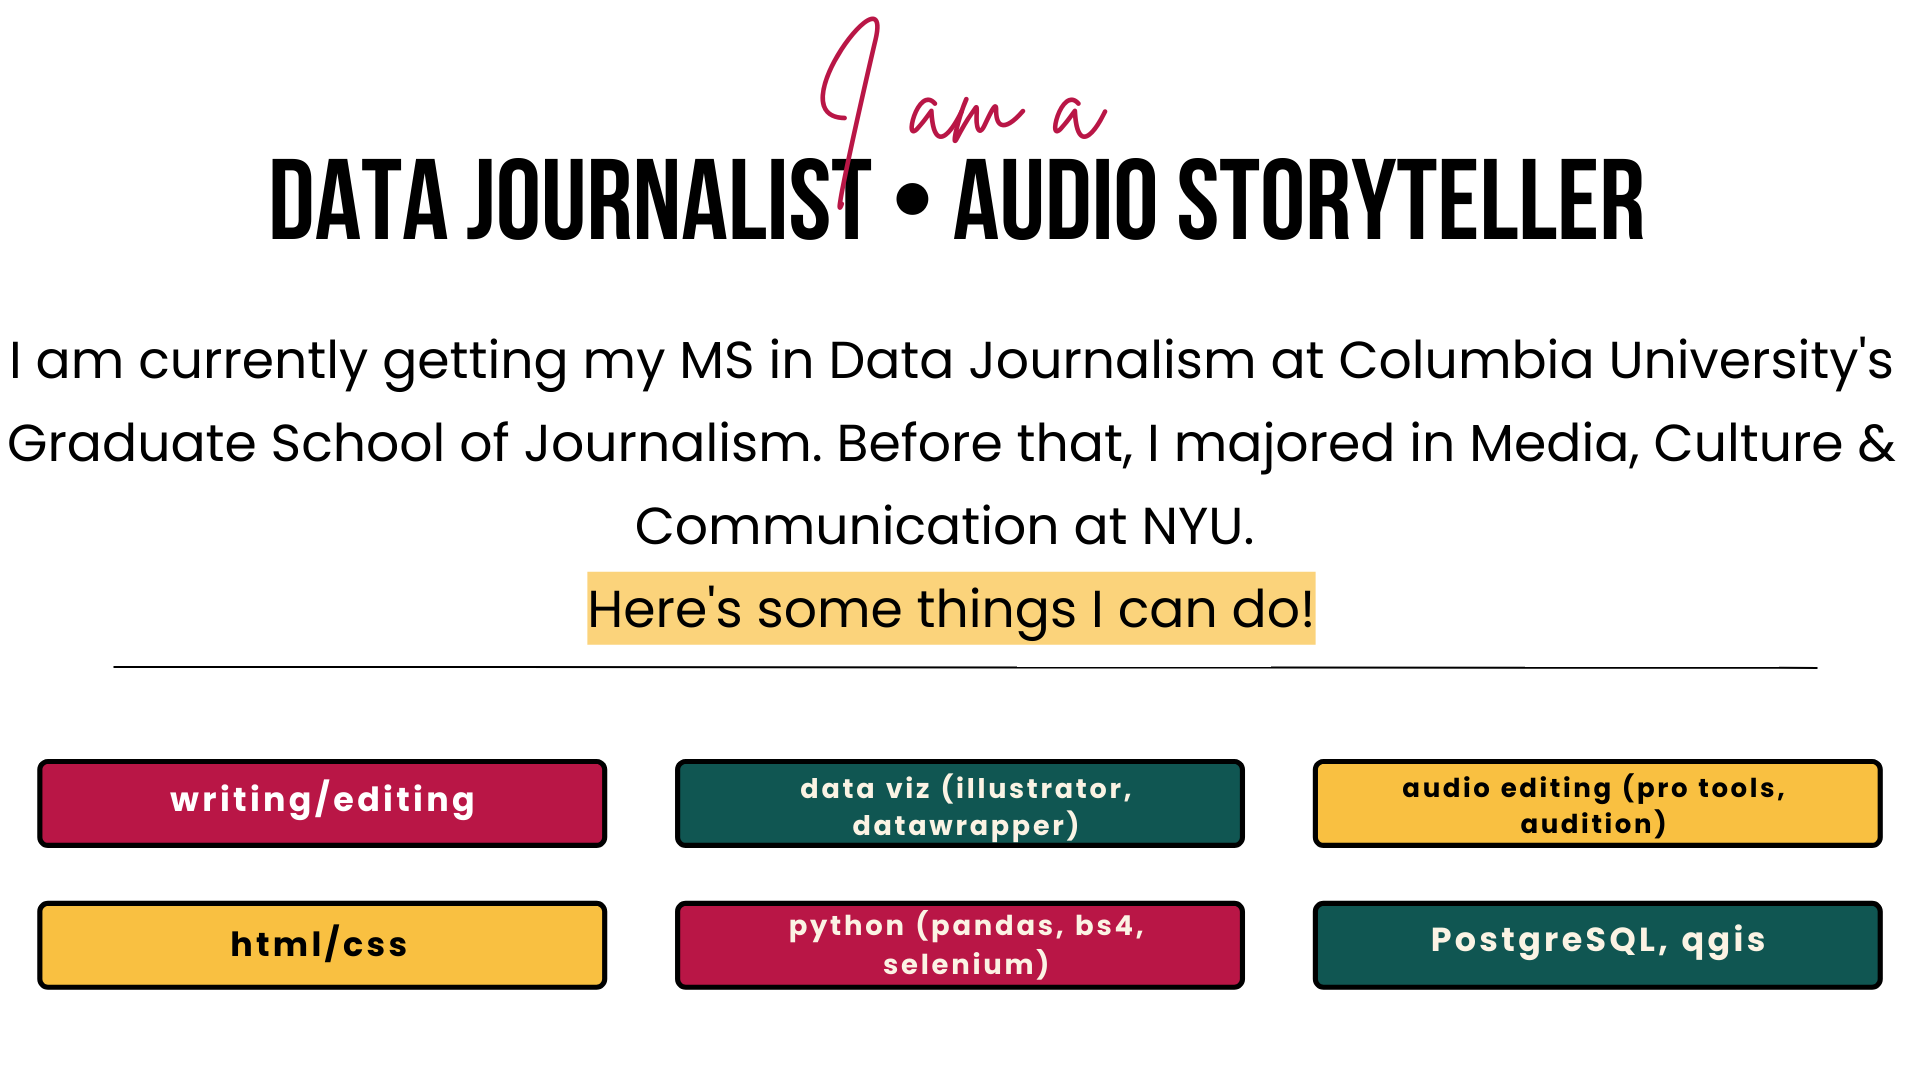 I am a
DATA JOURNALIST • AUDIO STORYTELLER
I am currently getting my MS in Data Journalism at Columbia University's
Graduate School of Journalism. Before that, I majored in Media, Culture &
Communication at NYU.
Here's some things I can do!
writing/editing
data viz (illustrator,
datawrapper)
audio editing (pro tools,
audition)
html/css
python (pandas, bs4,
selenium)
PostgreSQL, qgis